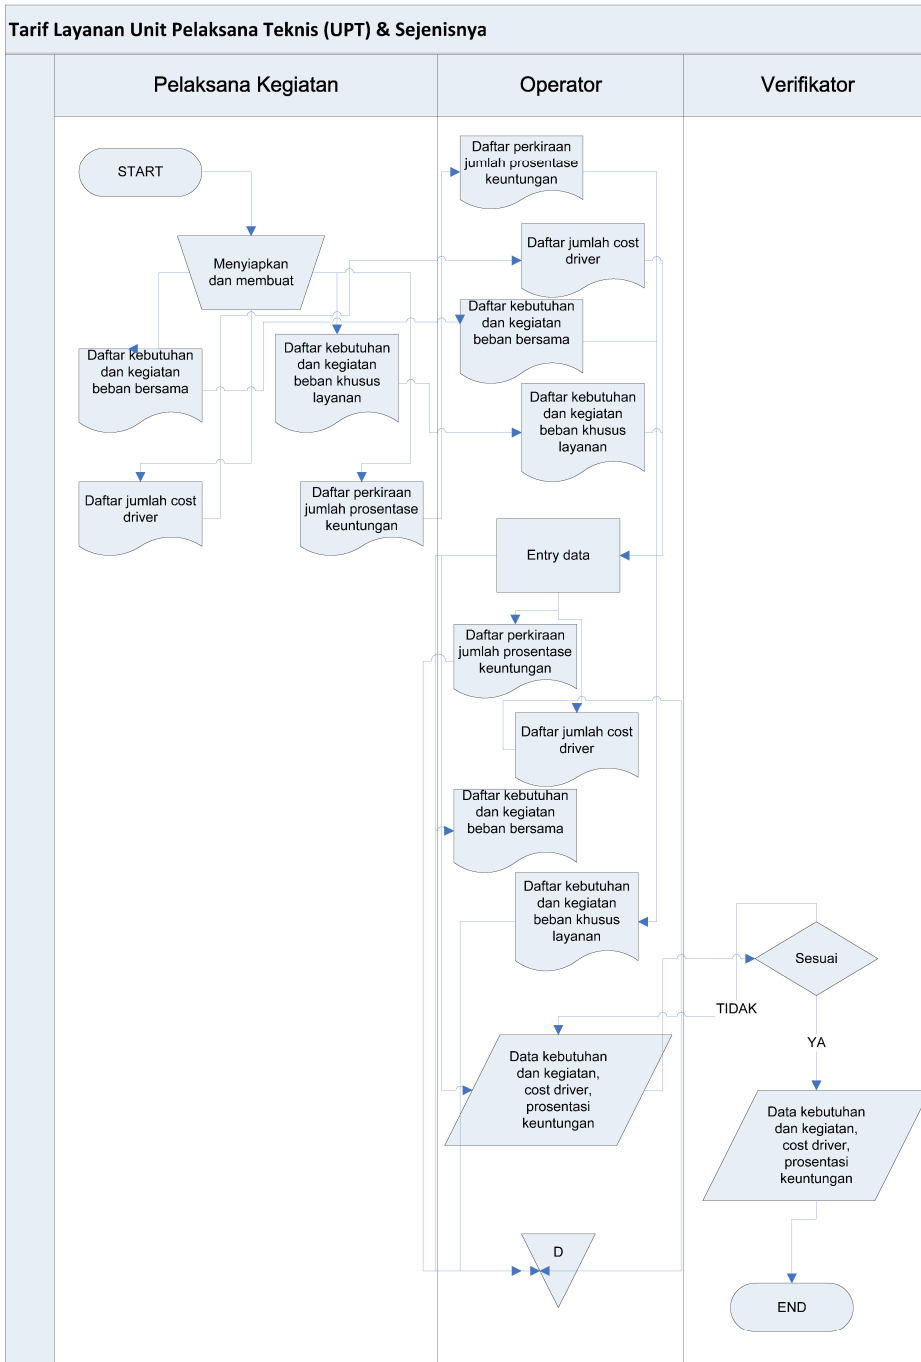 Tarif Layanan Unit Pelaksana Teknis (UPT) & Sejenisnya
Pelaksana Kegiatan
Operator
Verifikator
START
Menyiapkan
dan membuat
Daftar kebutuhan
dan kegiatan
beban bersama
Daftar kebutuhan
dan kegiatan
beban khusus
layanan
Daftar jumlah cost
driver
Daftar perkiraan
jumlah prosentase
keuntungan
Daftar perkiraan
jumlah prosentase
keuntungan
Daftar jumlah cost
driver
Daftar kebutuhan
dan kegiatan
beban bersama
Daftar kebutuhan
dan kegiatan
beban khusus
layanan
Entry data
Daftar perkiraan
jumlah prosentase
keuntungan
Daftar jumlah cost
driver
Daftar kebutuhan
dan kegiatan
beban bersama
Daftar kebutuhan
dan kegiatan
beban khusus
layanan
Data kebutuhan
dan kegiatan,
cost driver,
prosentasi
keuntungan
D
Sesuai
TIDAK
YA
Data kebutuhan
dan kegiatan,
cost driver,
prosentasi
keuntungan
END